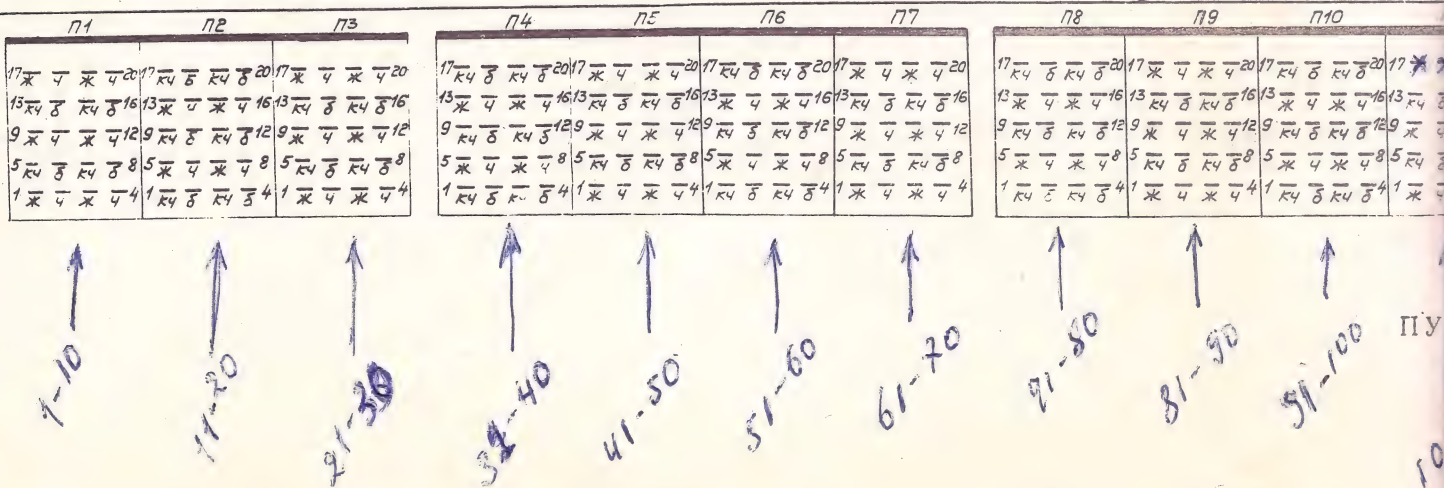 П1 П2 П3 П4 П5 П6 П7 П8 П9 П10
17 ж ч ж ч 20 17 кч б кч б 20 17 ж ч ж ч 20 17 кч б кч б 20 17 ж ч ж ч 20 17 кч б кч б 20 17 ж ч ж ч 20 17 кч б кч б 20 17 ж ч ж ч 20 17 кч б кч б 20 17 ж
13 кч б кч б 16 13 ж ч ж ч 16 13 кч б кч б 16 13 ж ч ж ч 16 13 кч б кч б 16 13 ж ч ж ч 16 13 кч б кч б 16 13 ж ч ж ч 16 13 кч б кч б 16 13 ж ч ж ч 16 13 кч
9 ж ч ж ч 12 9 кч б кч б 12 9 ж ч ж ч 12 9 кч б кч б 12 9 ж ч ж ч 12 9 кч б кч б 12 9 ж ч ж ч 12 9 кч б кч б 12 9 ж ч ж ч 12 9 кч б кч б 12 9 ж
5 кч б кч б 8 5 ж ч ж ч 8 5 кч б кч б 8 5 ж ч ж ч 8 5 кч б кч б 8 5 ж ч ж ч 8 5 кч б кч б 8 5 ж ч ж ч 8 5 кч б кч б 8 5 ж ч ж ч 8 5 кч
1 ж ч ж ч 4 1 кч б кч б 4 1 ж ч ж ч 4 1 кч б к б 4 1 ж ч ж ч 4 1 кч б кч б 4 1 ж ч ж ч 4 1 кч б кч б 4 1 ж ч ж ч 4 1 кч б кч б 4 1 ж
ПУ
1-10 11-20 21-30 31-40 41-50 51-60 61-70 71-80 81-90 91-100
10